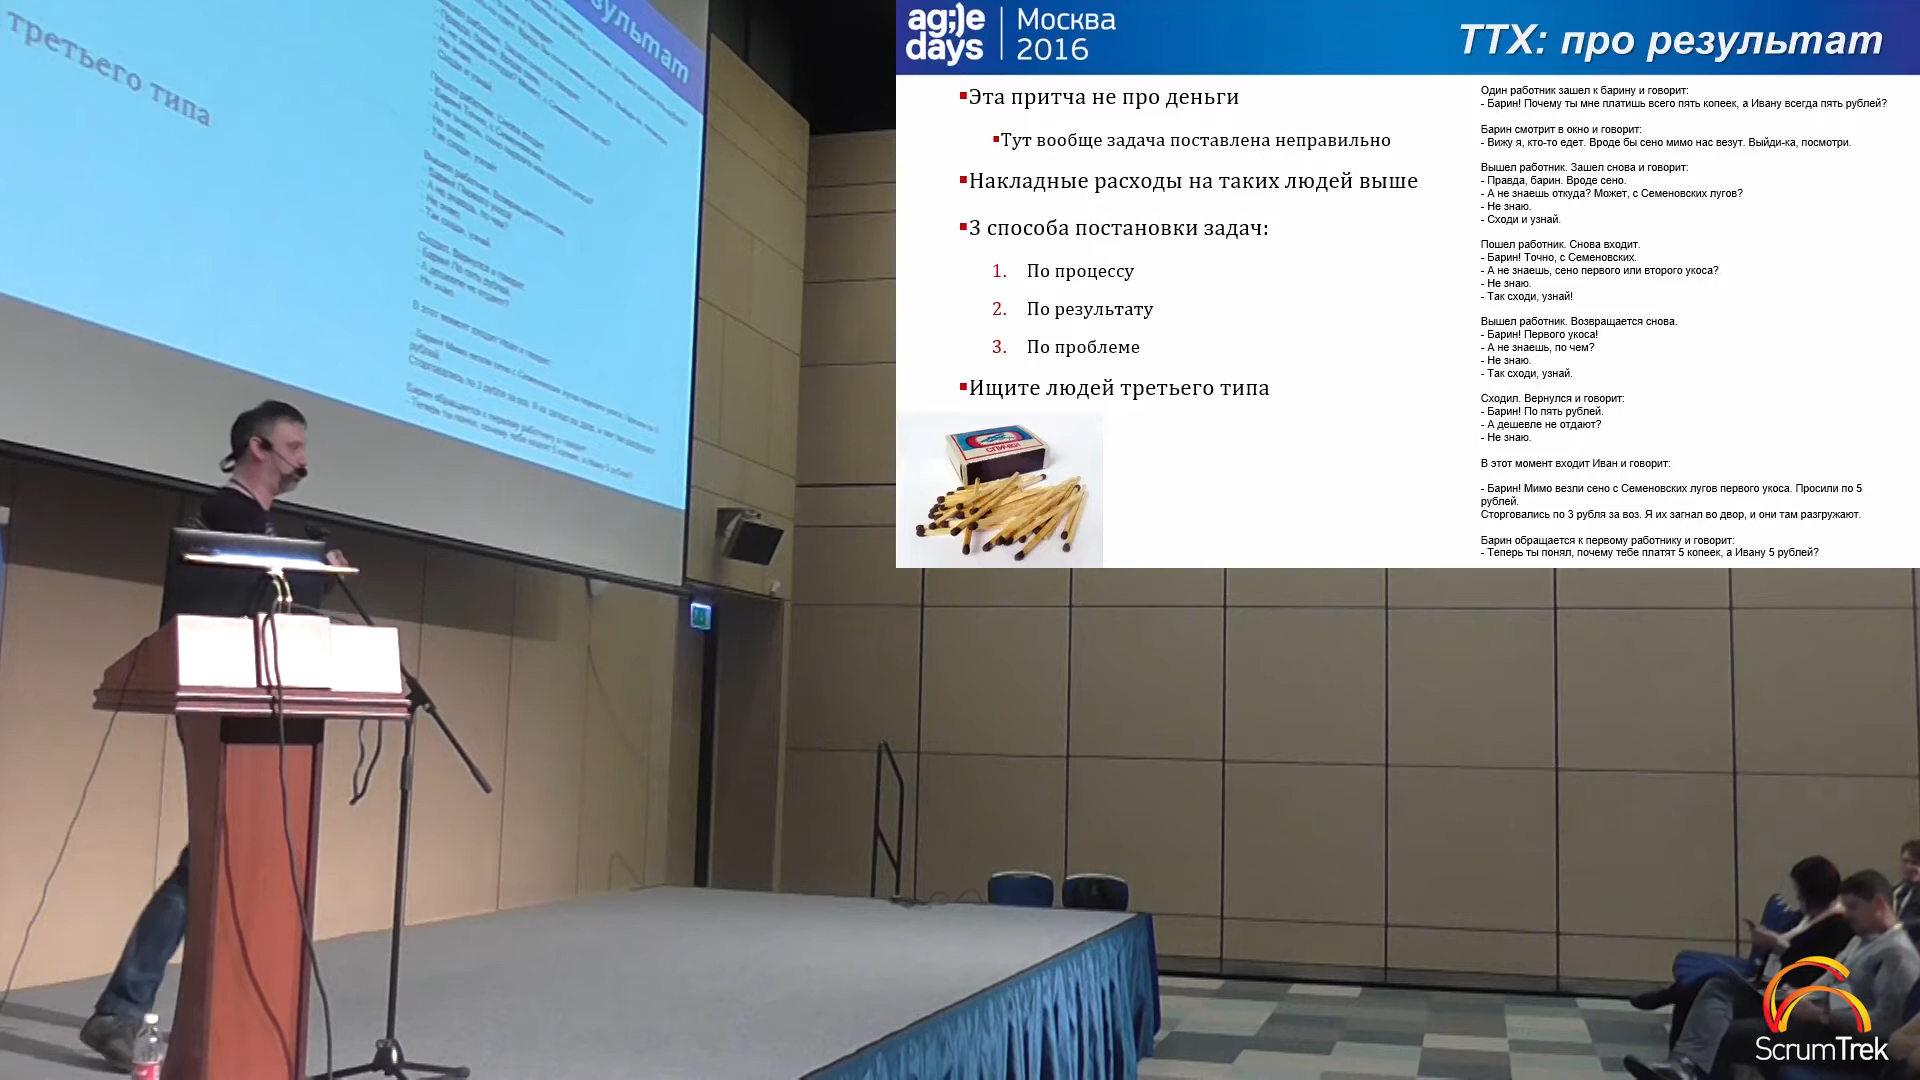 третьего типа
зультат
ag;le
days
Москва
2016
ТТХ: про результат
Эта притча не про деньги
Тут вообще задача поставлена неправильно
Накладные расходы на таких людей выше
3 способа постановки задач:
1. По процессу
2. По результату
3. По проблеме
Ищите людей третьего типа
СПИЧКИ
Один работник зашел к барину и говорит:
- Барин! Почему ты мне платишь всего пять копеек, а Ивану всегда пять рублей?
Барин смотрит в окно и говорит:
- Вижу я, кто-то едет. Вроде бы сено мимо нас везут. Выйди-ка, посмотри.
Вышел работник. Зашел снова и говорит:
- Правда, барин. Вроде сено.
- А не знаешь откуда? Может, с Семеновских лугов?
- Не знаю.
- Сходи и узнай.
Пошел работник. Снова входит.
- Барин! Точно, с Семеновских.
- А не знаешь, сено первого или второго укоса?
- Не знаю.
- Так сходи, узнай!
Вышел работник. Возвращается снова.
- Барин! Первого укоса!
- А не знаешь, по чем?
- Не знаю.
- Так сходи, узнай.
Сходил. Вернулся и говорит:
- Барин! По пять рублей.
- А дешевле не отдают?
- Не знаю.
В этот момент входит Иван и говорит:
- Барин! Мимо везли сено с Семеновских лугов первого укоса. Просили по 5
рублей.
Сторговались по 3 рубля за воз. Я их загнал во двор, и они там разгружают.
Барин обращается к первому работнику и говорит:
- Теперь ты понял, почему тебе платят 5 копеек, а Ивану 5 рублей?
ScrumTrek